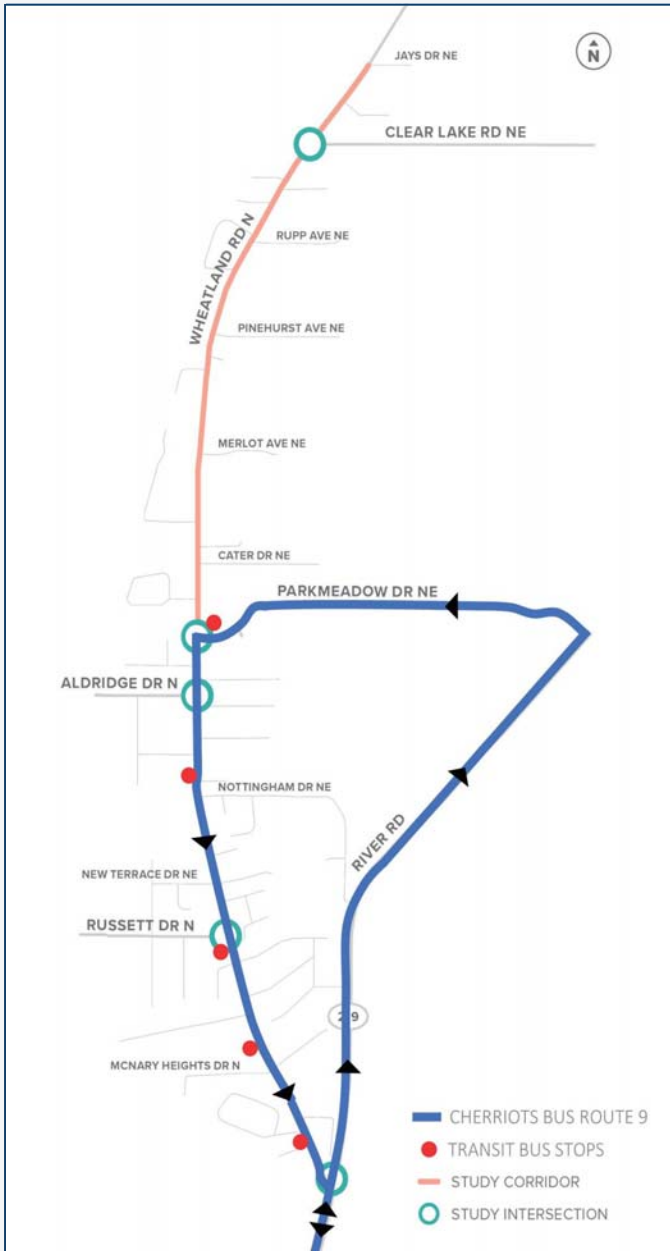 JAYS DR NE
N
CLEAR LAKE RD NE
WHEATLAND RD N
RUPP AVE NE
PINEHURST AVE NE
MERLOT AVE NE
CATER DR NE
PARKMEADOW DR NE
ALDRIDGE DR N
NOTTINGHAM DR NE
RIVER RD
NEW TERRACE DR NE
RUSSETT DR N
MCNARY HEIGHTS DR N
CHERRIOTS BUS ROUTE 9
TRANSIT BUS STOPS
STUDY CORRIDOR
STUDY INTERSECTION